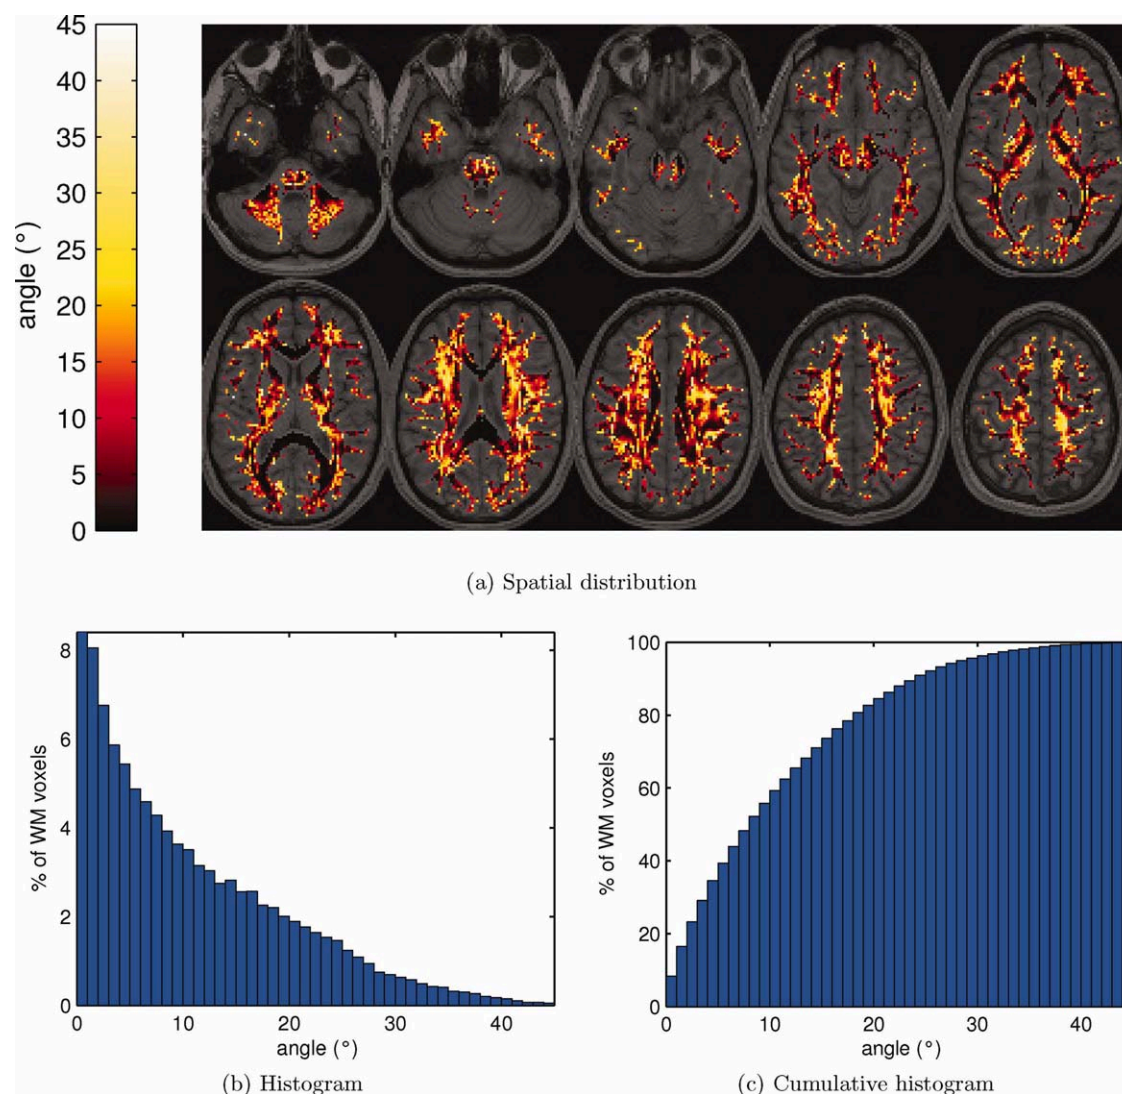 45
40
35
30
25
20
15
10
5
0
angle (°)
(a) Spatial distribution
8
6
4
2
0
% of WM voxels
0 10 20 30 40
angle (°)
(b) Histogram
100
80
60
40
20
0
% of WM voxels
0 10 20 30 40
angle (°)
(c) Cumulative histogram